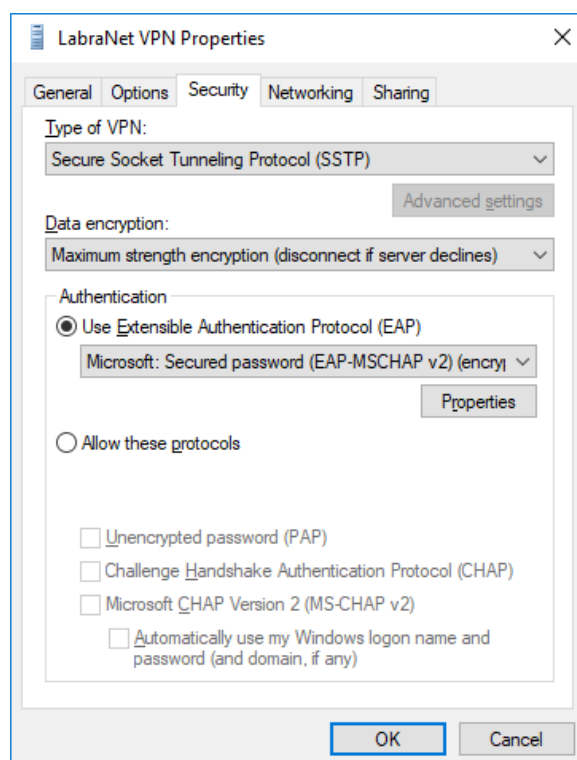 LabraNet VPN Properties
General Options Security Networking Sharing
Type of VPN:
Secure Socket Tunneling Protocol (SSTP)
Advanced settings
Data encryption:
Maximum strength encryption (disconnect if server declines)
Authentication
Use Extensible Authentication Protocol (EAP)
Microsoft: Secured password (EAP-MSCHAP v2) (encryp
Properties
Allow these protocols
Unencrypted password (PAP)
Challenge Handshake Authentication Protocol (CHAP)
Microsoft CHAP Version 2 (MS-CHAP v2)
Automatically use my Windows logon name and
password (and domain, if any)
OK Cancel